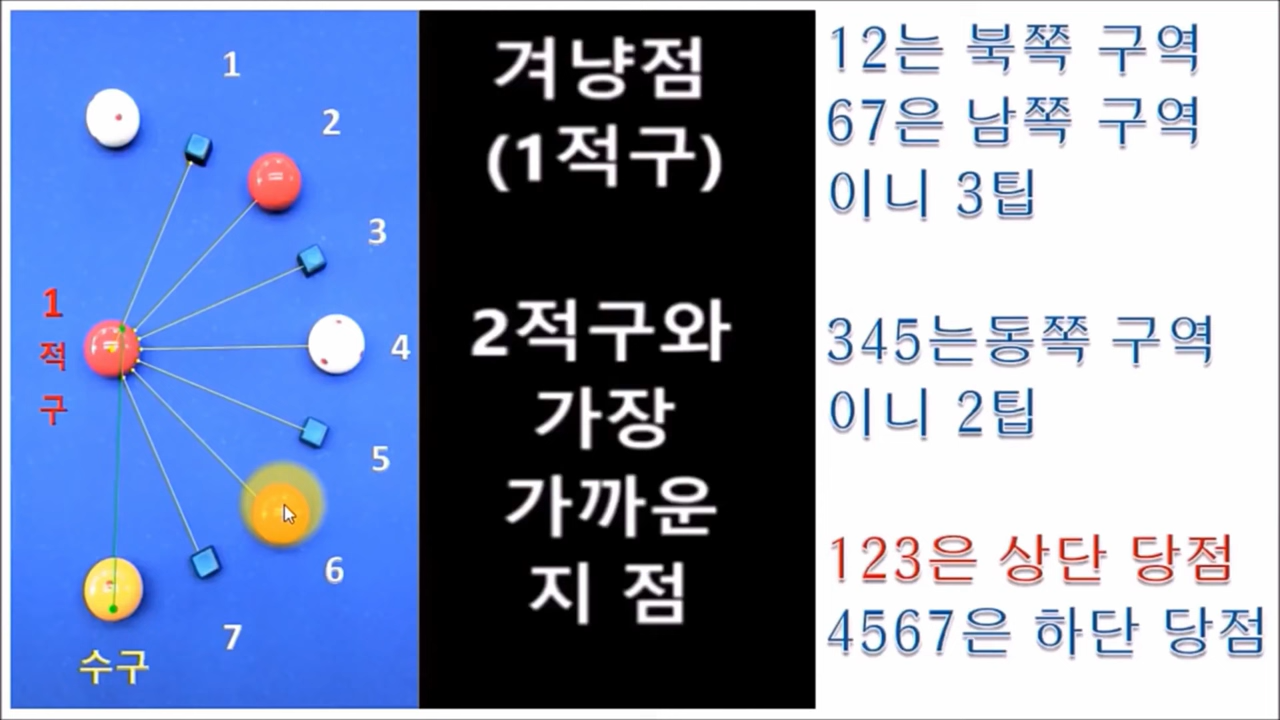 1
2
3
4
5
6
7
1
적
구
수구
겨냥점
(1적구)
2적구와
가장
가까운
지 점
12는 북쪽 구역
67은 남쪽 구역
이니 3팁
345는동쪽 구역
이니 2팁
123은 상단 당점
4567은 하단 당점